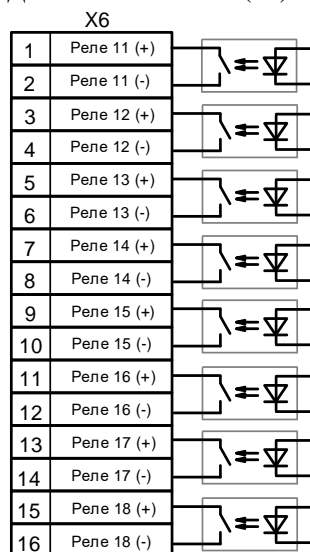 X6
1 Реле 11 (+)
2 Реле 11 (-)
3 Реле 12 (+)
4 Реле 12 (-)
5 Реле 13 (+)
6 Реле 13 (-)
7 Реле 14 (+)
8 Реле 14 (-)
9 Реле 15 (+)
10 Реле 15 (-)
11 Реле 16 (+)
12 Реле 16 (-)
13 Реле 17 (+)
14 Реле 17 (-)
15 Реле 18 (+)
16 Реле 18 (-)